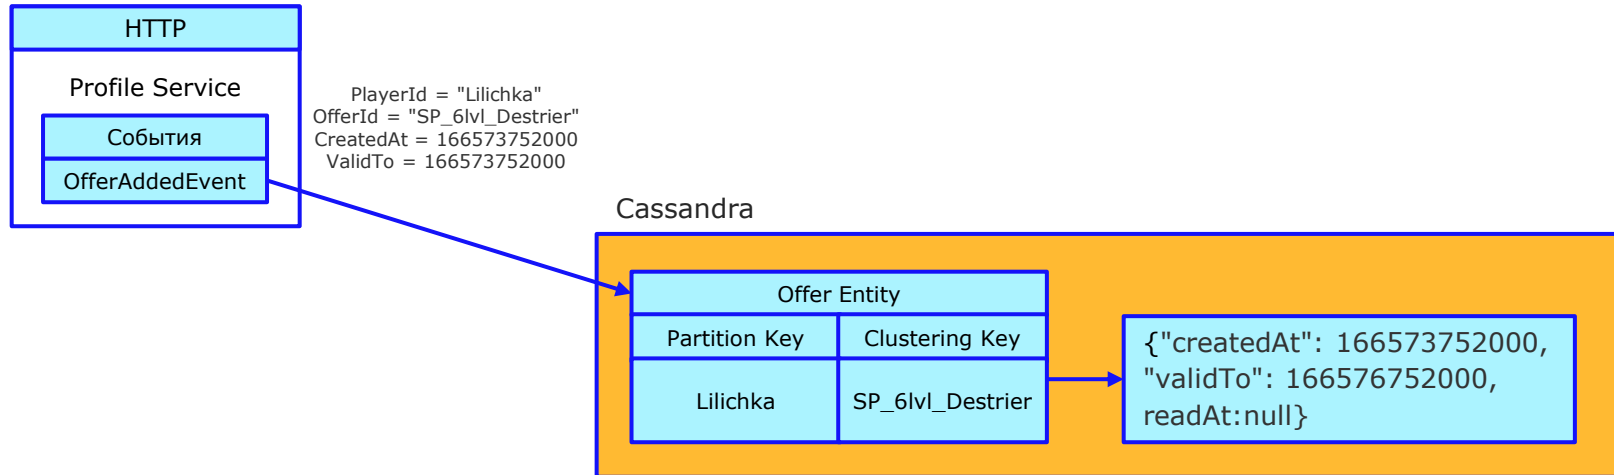 HTTP
Profile Service
События
OfferAddedEvent
PlayerId = "Lilichka"
OfferId = "SP_6lvl_Destrier"
CreatedAt = 166573752000
ValidTo = 166573752000
Cassandra
Offer Entity
Partition Key
Clustering Key
Lilichka
SP_6lvl_Destrier
{"createdAt": 166573752000,
"validTo": 166576752000,
readAt:null}